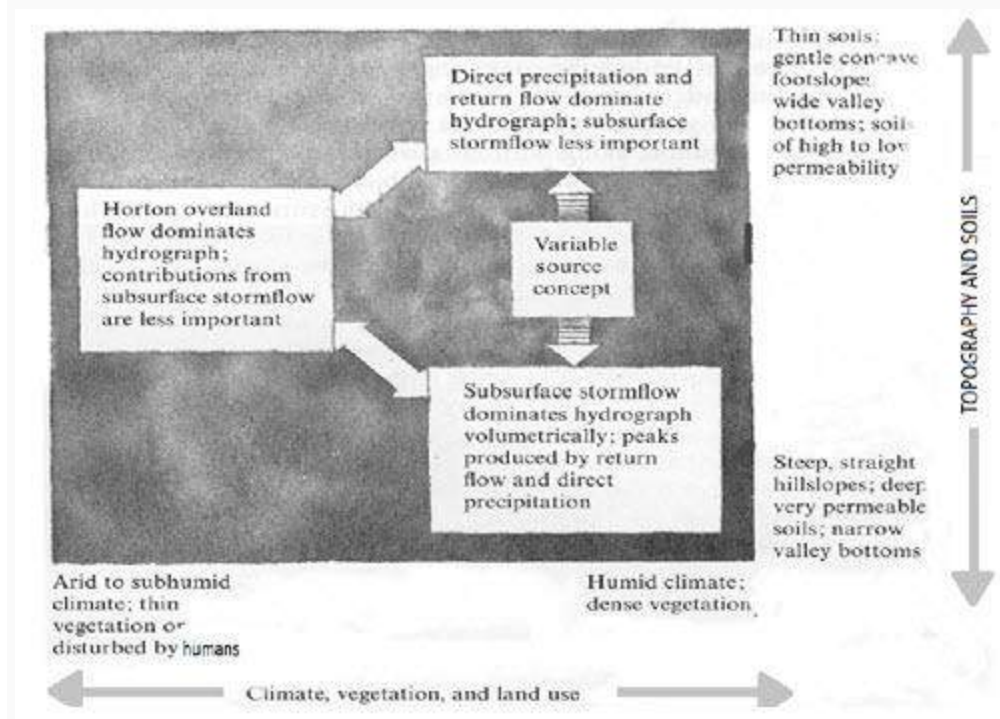 Direct precipitation and
return flow dominate
hydrograph; subsurface
stormflow less important
Horton overland
flow dominates
hydrograph;
contributions from
subsurface stormflow
are less important
Variable
source
concept
Subsurface stormflow
dominates hydrograph
volumetrically; peaks
produced by return
flow and direct
precipitation
Thin soils;
gentle concave
footslopes
wide valley
bottoms; soils
of high to low
permeability
TOPOGRAPHY AND SOILS
Steep, straight
hillslopes; deep
very permeable
soils; narrow
valley bottoms
Arid to subhumid
climate; thin
vegetation or
disturbed by humans
Humid climate;
dense vegetation
Climate, vegetation, and land use